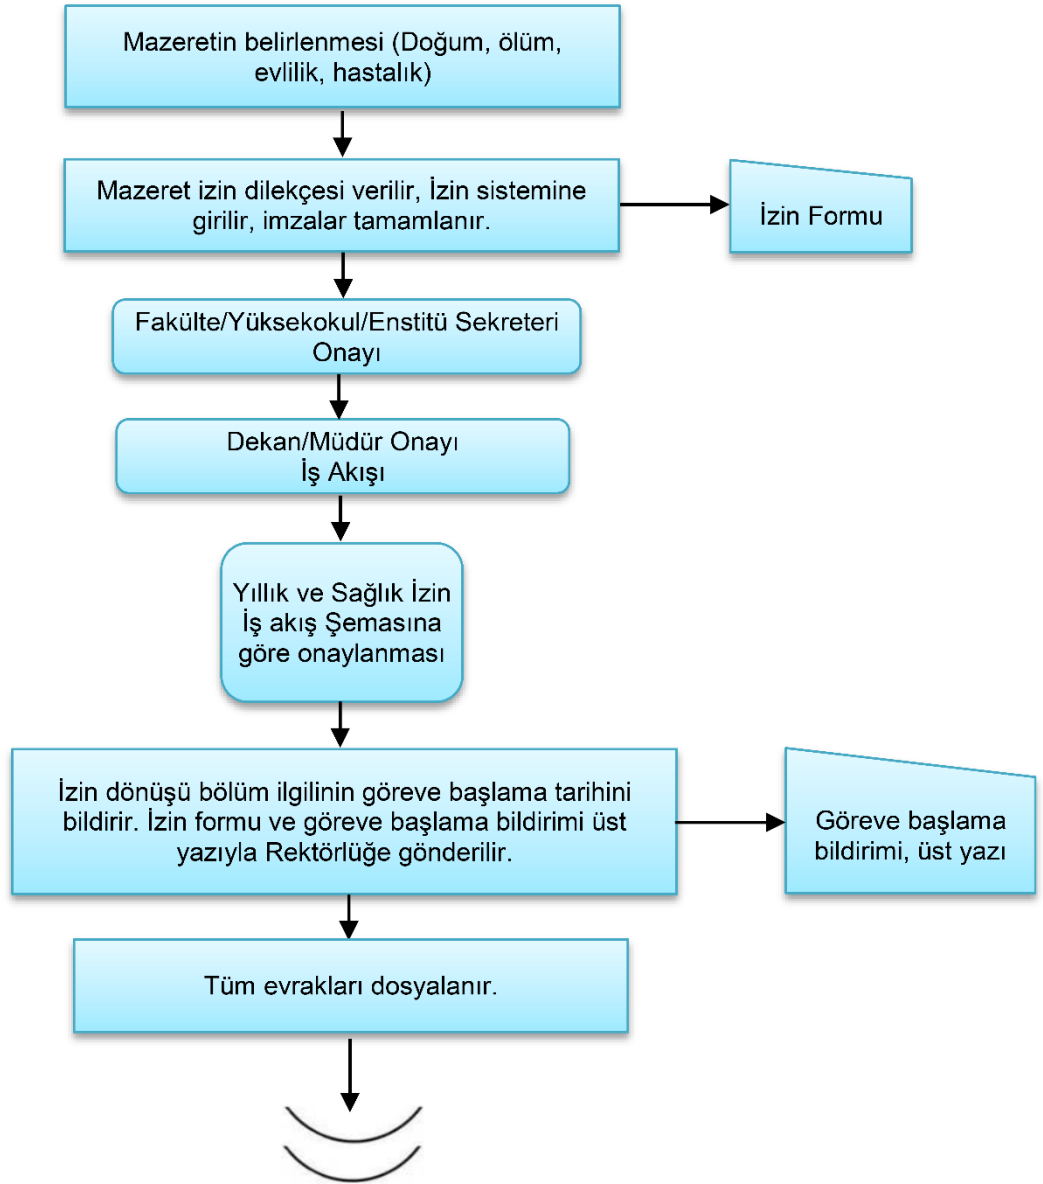 Mazeretin belirlenmesi (Doğum, ölüm,
evlilik, hastalık)
Mazeret izin dilekçesi verilir, İzin sistemine
girilir, imzalar tamamlanır.
İzin Formu
Fakülte/Yüksekokul/Enstitü Sekreteri
Onayı
Dekan/Müdür Onayı
İş Akışı
Yıllık ve Sağlık İzin
İş akış Şemasına
göre onaylanması
İzin dönüşü bölüm ilgilinin göreve başlama tarihini
bildirir. İzin formu ve göreve başlama bildirimi üst
yazıyla Rektörlüğe gönderilir.
Göreve başlama
bildirimi, üst yazı
Tüm evrakları dosyalanır.